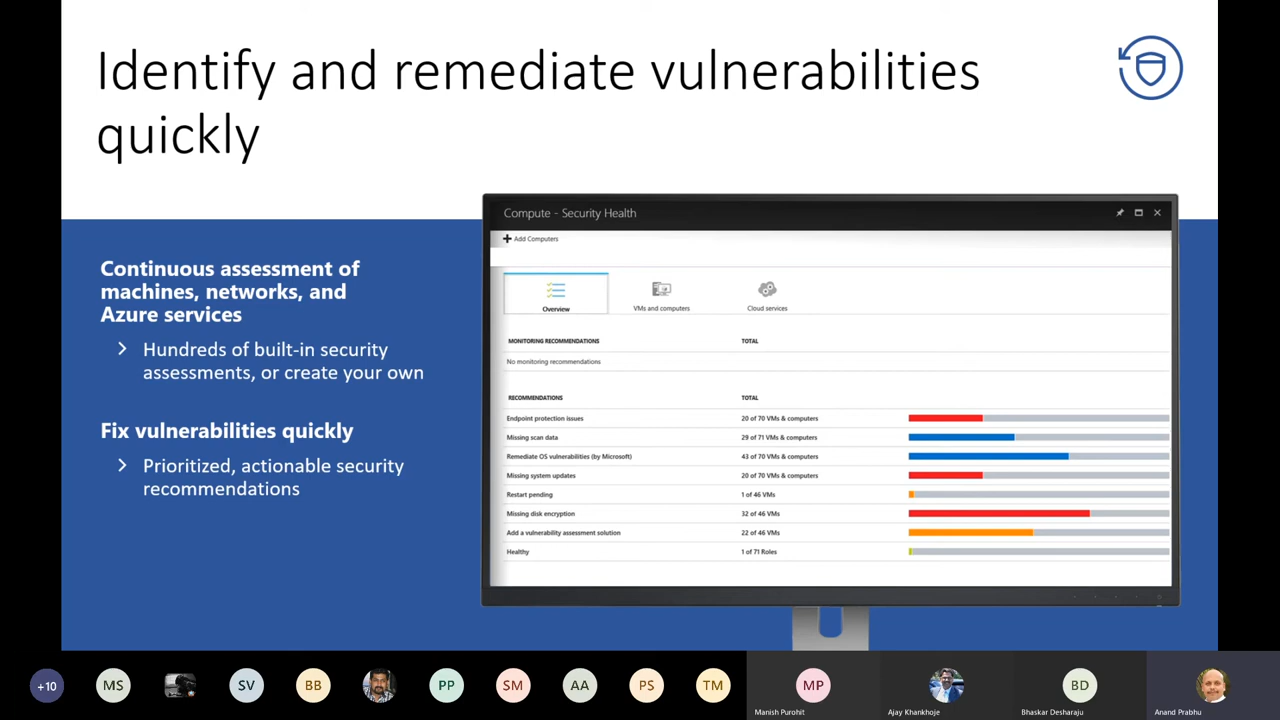 Identify and remediate vulnerabilities
quickly
Continuous assessment of
machines, networks, and
Azure services
Hundreds of built-in security
assessments, or create your own
Fix vulnerabilities quickly
Prioritized, actionable security
recommendations
Compute - Security Health
Add Computers
Overview
VMs and computers
Cloud services
MONITORING RECOMMENDATIONS TOTAL
No monitoring recommendations
RECOMMENDATIONS TOTAL
Endpoint protection issues 20 of 70 VMs & computers
Missing scan data 29 of 71 VMs & computers
Remediate OS vulnerabilities (by Microsoft) 43 of 70 VMs & computers
Missing system updates 20 of 70 VMs & computers
Restart pending 1 of 46 VMs
Missing disk encryption 32 of 46 VMs
Add a vulnerability assessment solution 22 of 46 VMs
Healthy 1 of 71 Roles
+10 MS SV BB PP SM AA PS TM MP BD
Manish Purohit Ajay Khankhoje Bhaskar Desharaju Anand Prabhu